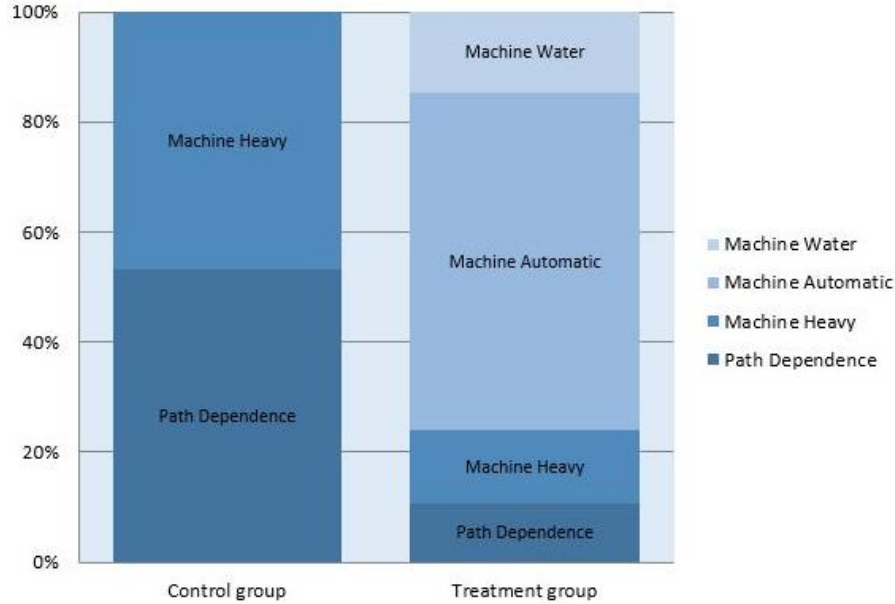 100%
80%
60%
40%
20%
0%
Machine Heavy
Path Dependence
Machine Water
Machine Automatic
Machine Heavy
Path Dependence
Control group
Treatment group
Machine Water
Machine Automatic
Machine Heavy
Path Dependence